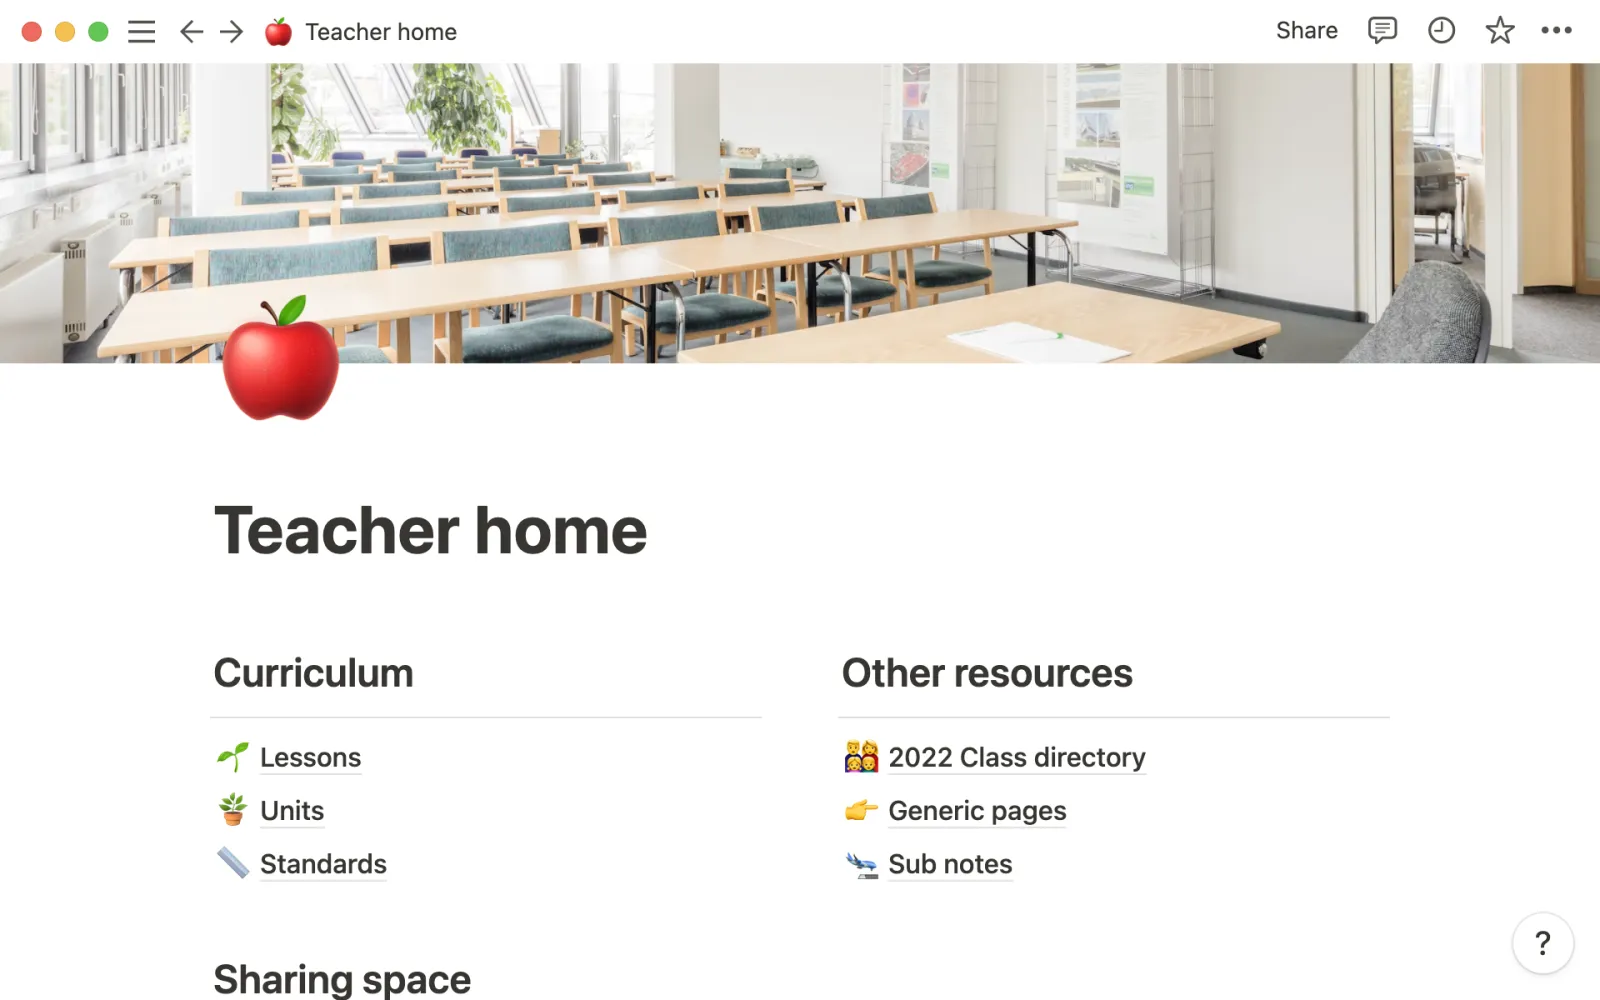 Teacher home
Share
Teacher home
Curriculum
Lessons
Units
Standards
Other resources
2022 Class directory
Generic pages
Sub notes
Sharing space
?